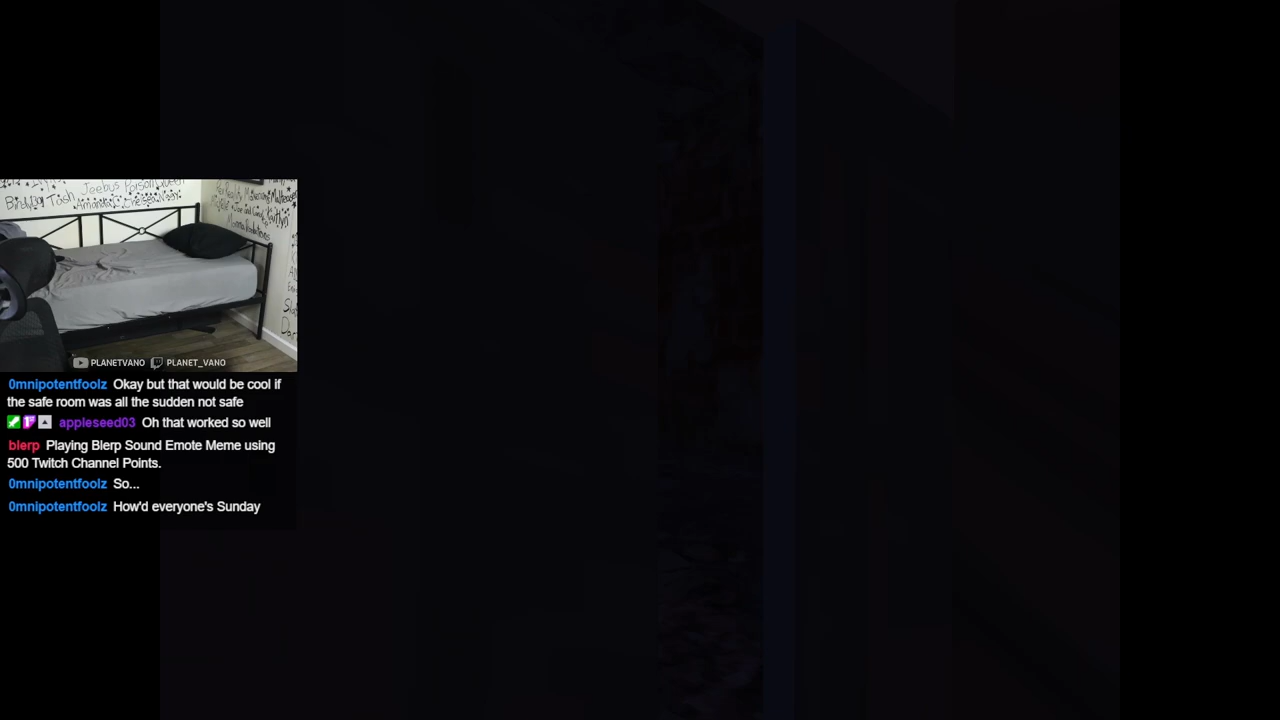 Jeebus
Tash
PLANETVANO PLANET_VANO
0mnipotentfoolz Okay but that would be cool if
the safe room was all the sudden not safe
appleseed03 Oh that worked so well
blerp Playing Blerp Sound Emote Meme using
500 Twitch Channel Points.
0mnipotentfoolz So...
0mnipotentfoolz How'd everyone's Sunday